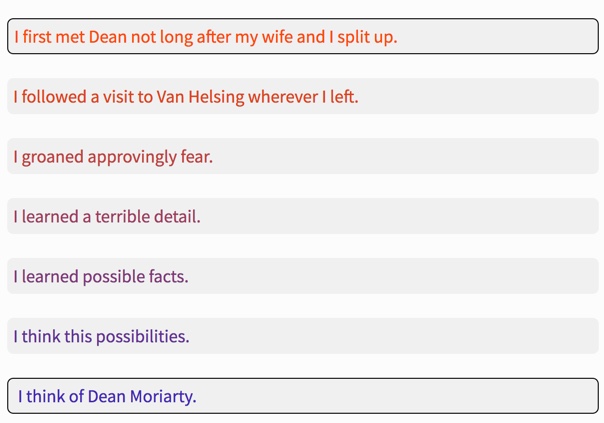 I first met Dean not long after my wife and I split up.
I followed a visit to Van Helsing wherever I left.
I groaned approvingly fear.
I learned a terrible detail.
I learned possible facts.
I think this possibilities.
I think of Dean Moriarty.